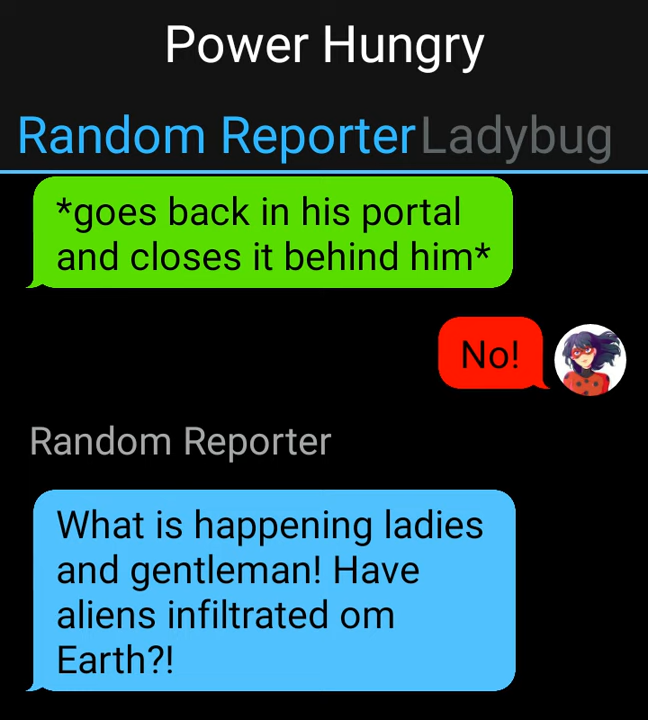 Power Hungry
Random Reporter Ladybug
*goes back in his portal
and closes it behind him*
No!
Random Reporter
What is happening ladies
and gentleman! Have
aliens infiltrated om
Earth?!